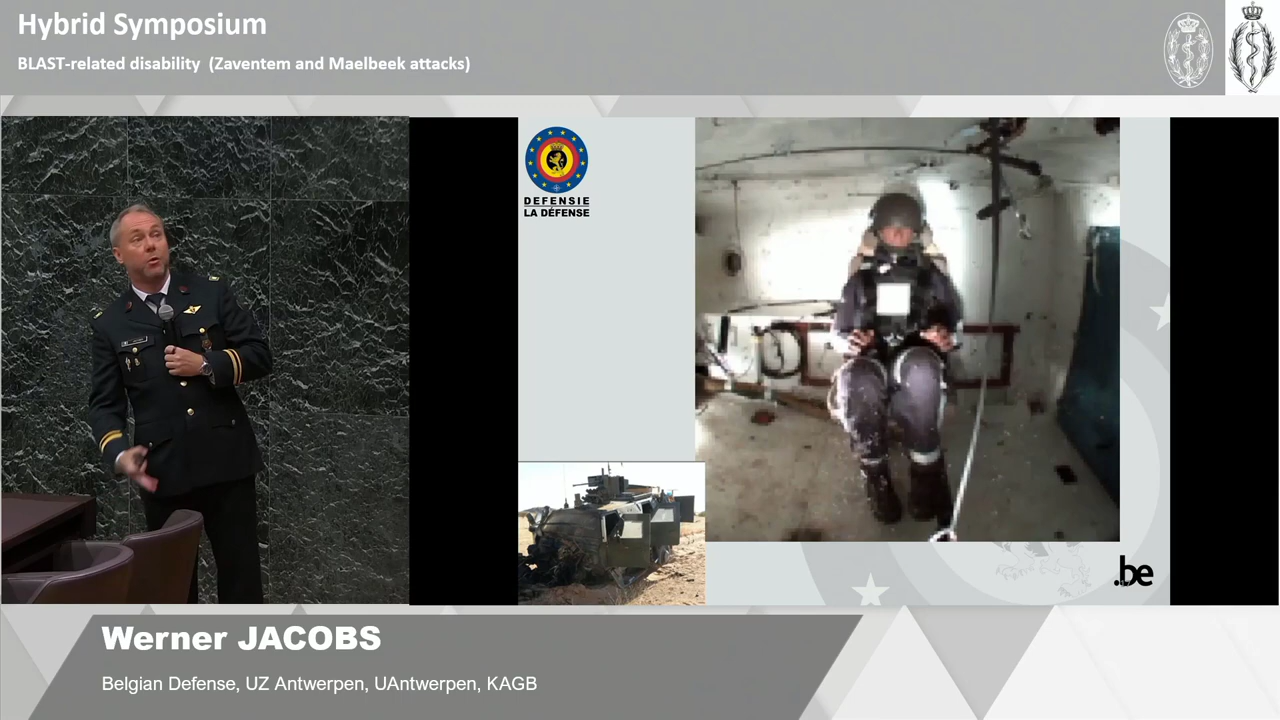 Hybrid Symposium
BLAST-related disability (Zaventem and Maelbeek attacks)
DEFENSIE
LA DÉFENSE
.be
Werner JACOBS
Belgian Defense, UZ Antwerpen, UAntwerpen, KAGB